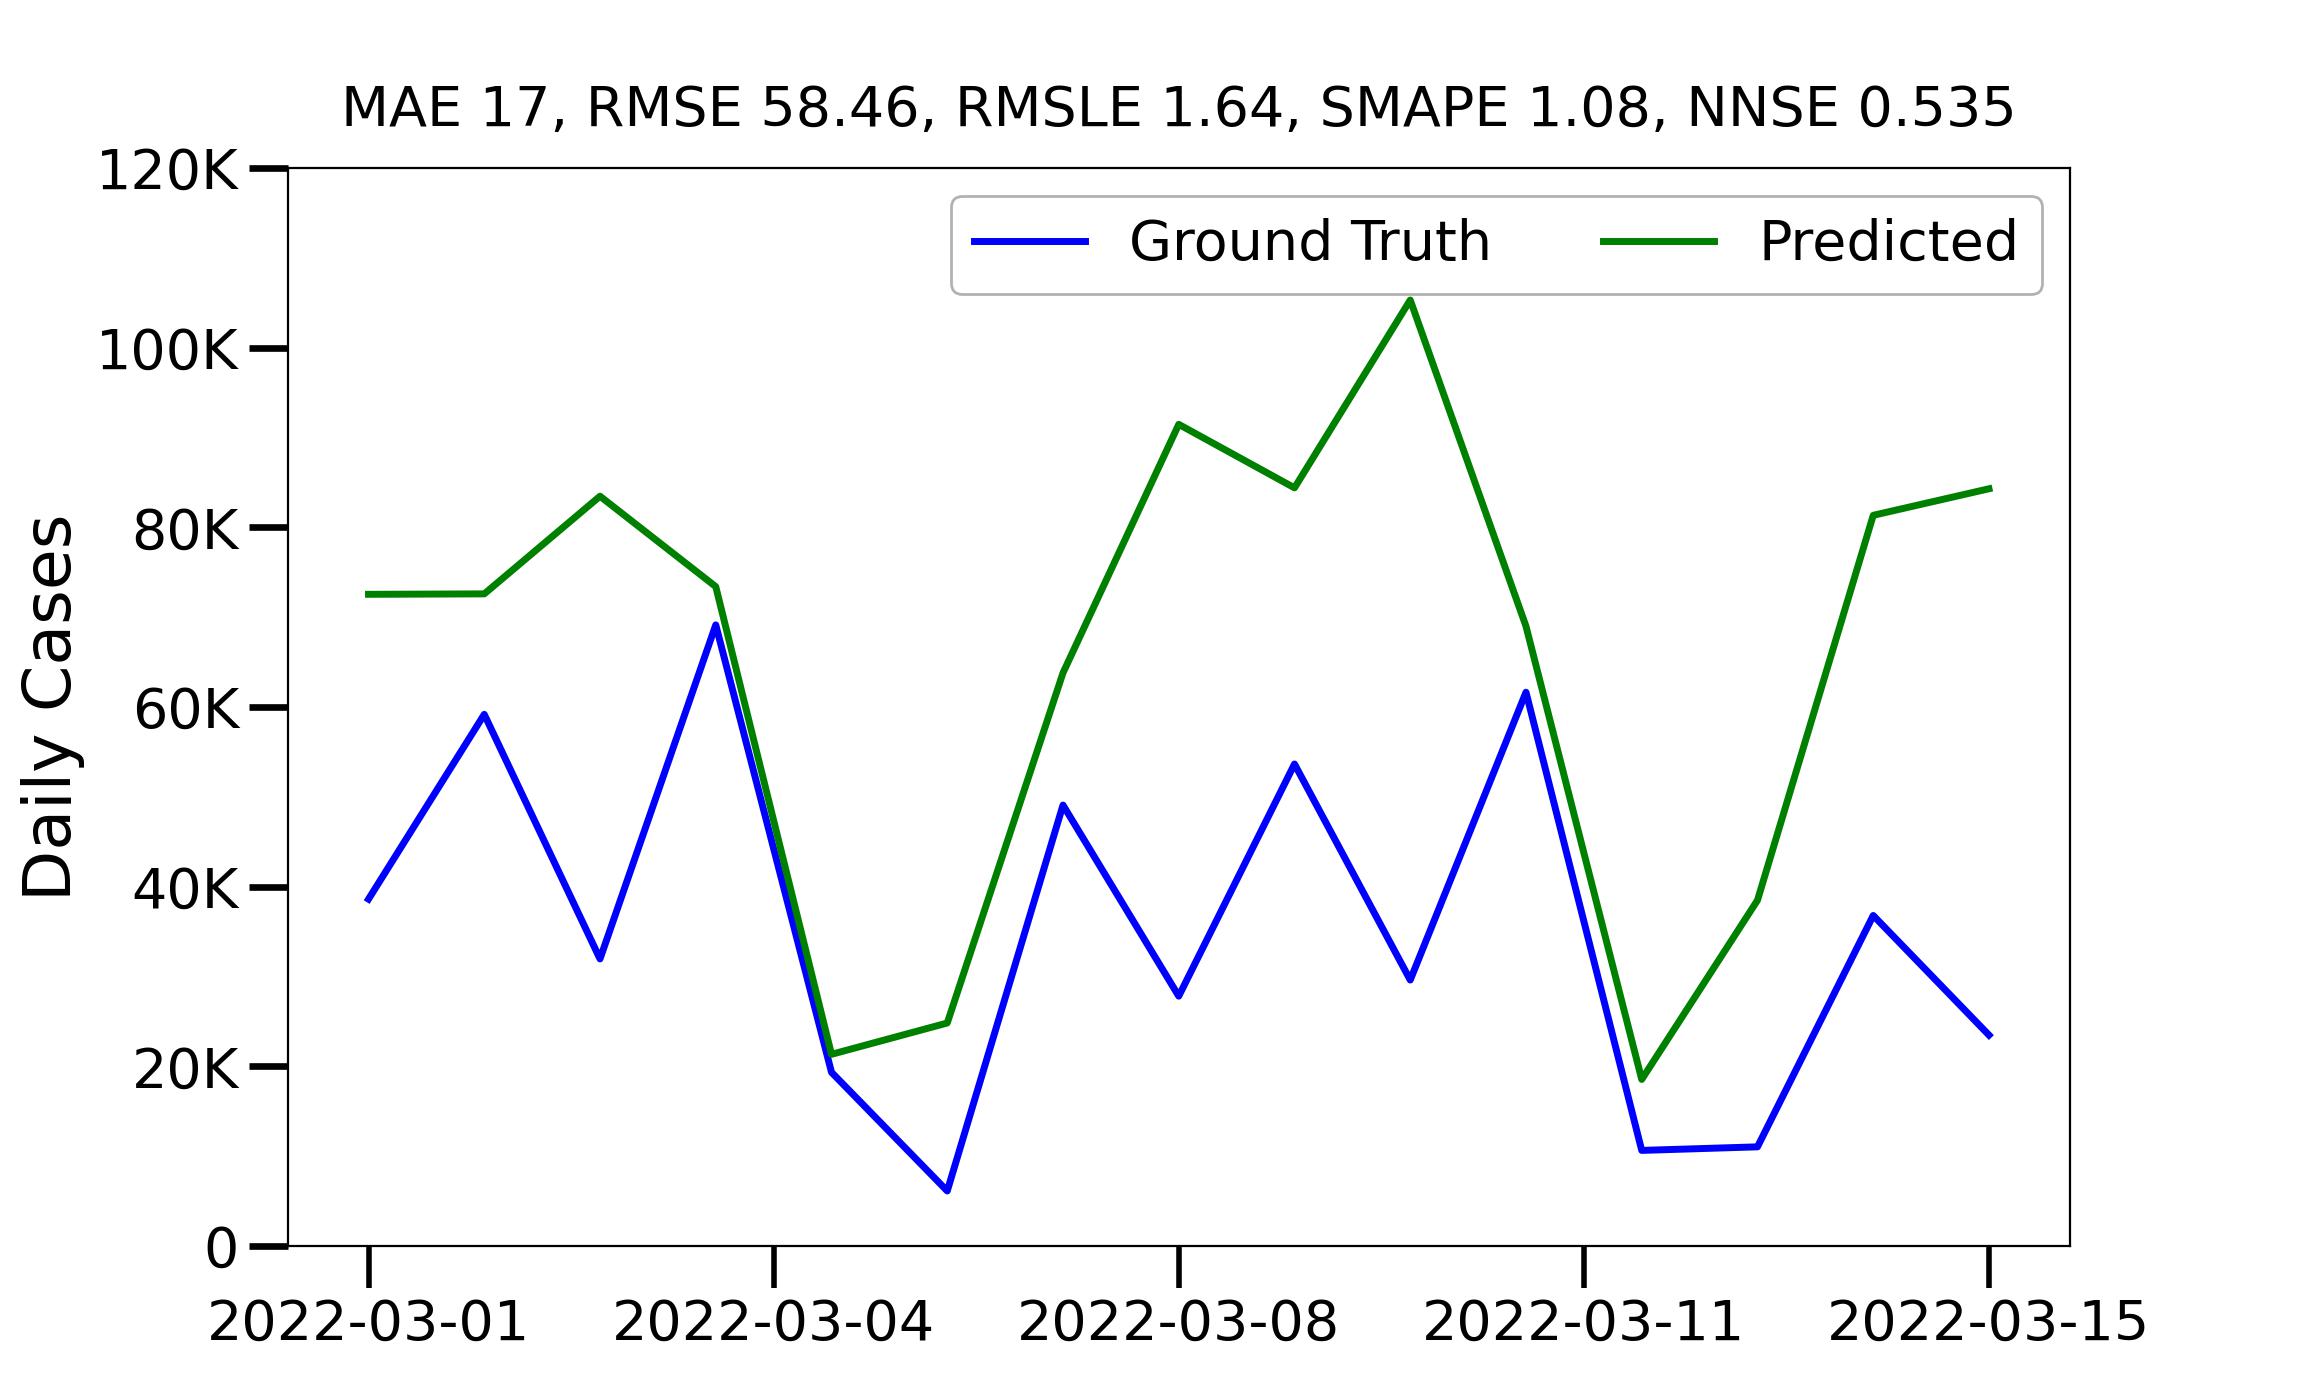 MAE 17, RMSE 58.46, RMSLE 1.64, SMAPE 1.08, NNSE 0.535
120K
Ground Truth Predicted
100K
80K
60K
40K
20K
0
Daily Cases
2022-03-01 2022-03-04 2022-03-08 2022-03-11 2022-03-15